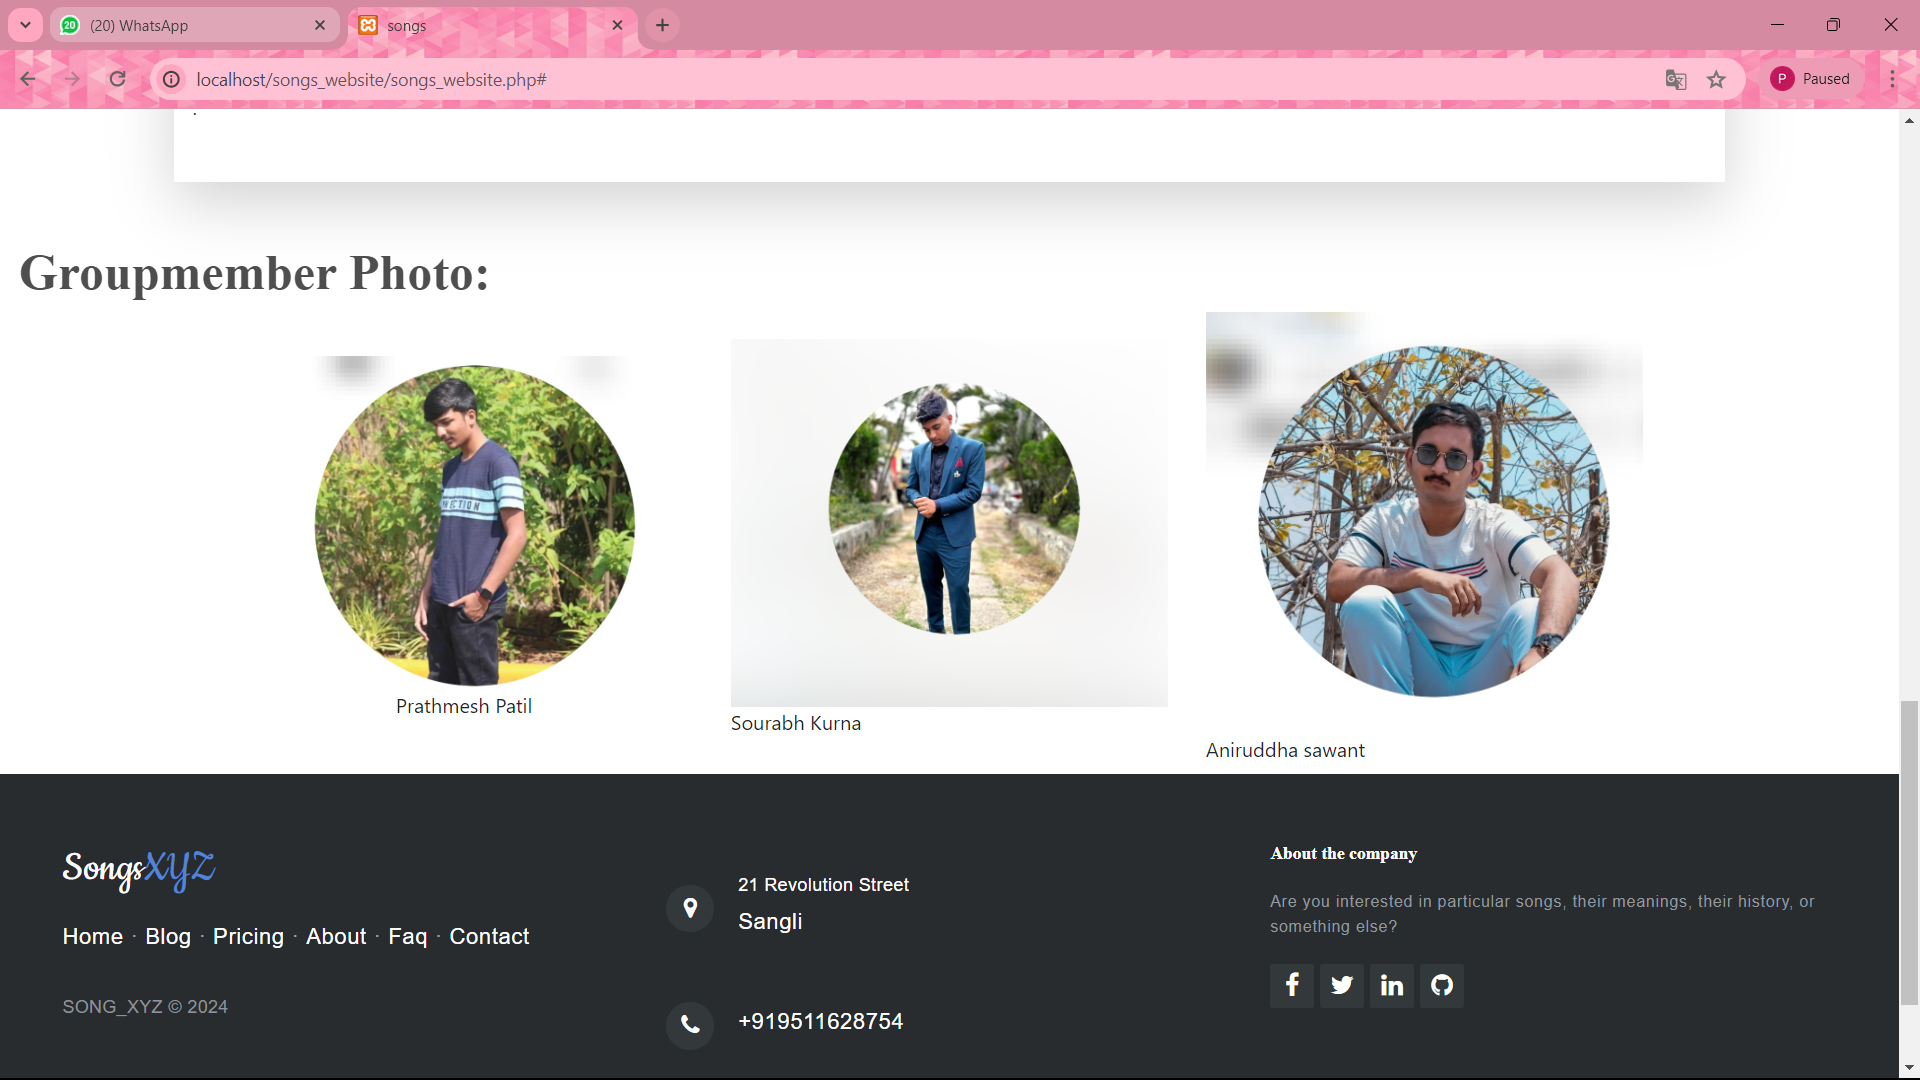 (20) WhatsApp
songs
localhost/songs_website/songs_website.php#
P Paused
Groupmember Photo:
Prathmesh Patil
Sourabh Kurna
Aniruddha sawant
SongsXYZ
Home · Blog · Pricing · About · Faq · Contact
SONG_XYZ © 2024
21 Revolution Street
Sangli
+919511628754
About the company
Are you interested in particular songs, their meanings, their history, or
something else?